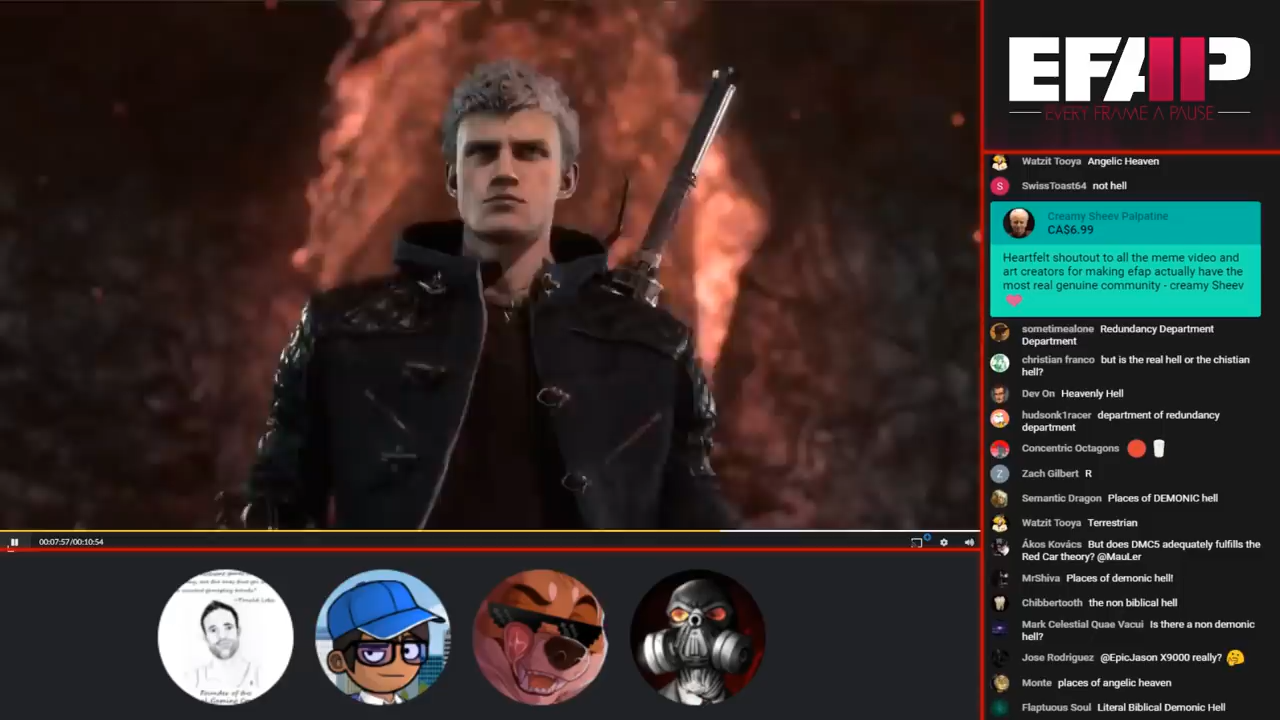 EFAP
EVERY FRAME A PAUSE
Watzit Tooya Angelic Heaven
S SwissToast64 not hell
Creamy Sheev Palpatine
CA$6.99
Heartfelt shoutout to all the meme video and
art creators for making efap actually have the
most real genuine community - creamy Sheev
sometimealone Redundancy Department
Department
christian franco but is the real hell or the chistian
hell?
Dev On Heavenly Hell
hudsonk1racer department of redundancy
department
Concentric Octagons
Z Zach Gilbert R
Semantic Dragon Places of DEMONIC hell
Watzit Tooya Terrestrian
Ákos Kovács But does DMC5 adequately fulfills the
Red Car theory? @MauLer
MrShiva Places of demonic hell!
Chibbertooth the non biblical hell
Mark Celestial Quae Vacui Is there a non demonic
hell?
Jose Rodriguez @EpicJason X9000 really?
Monte places of angelic heaven
Flaptuous Soul Literal Biblical Demonic Hell
00:07:57/00:10:54
Founder of the